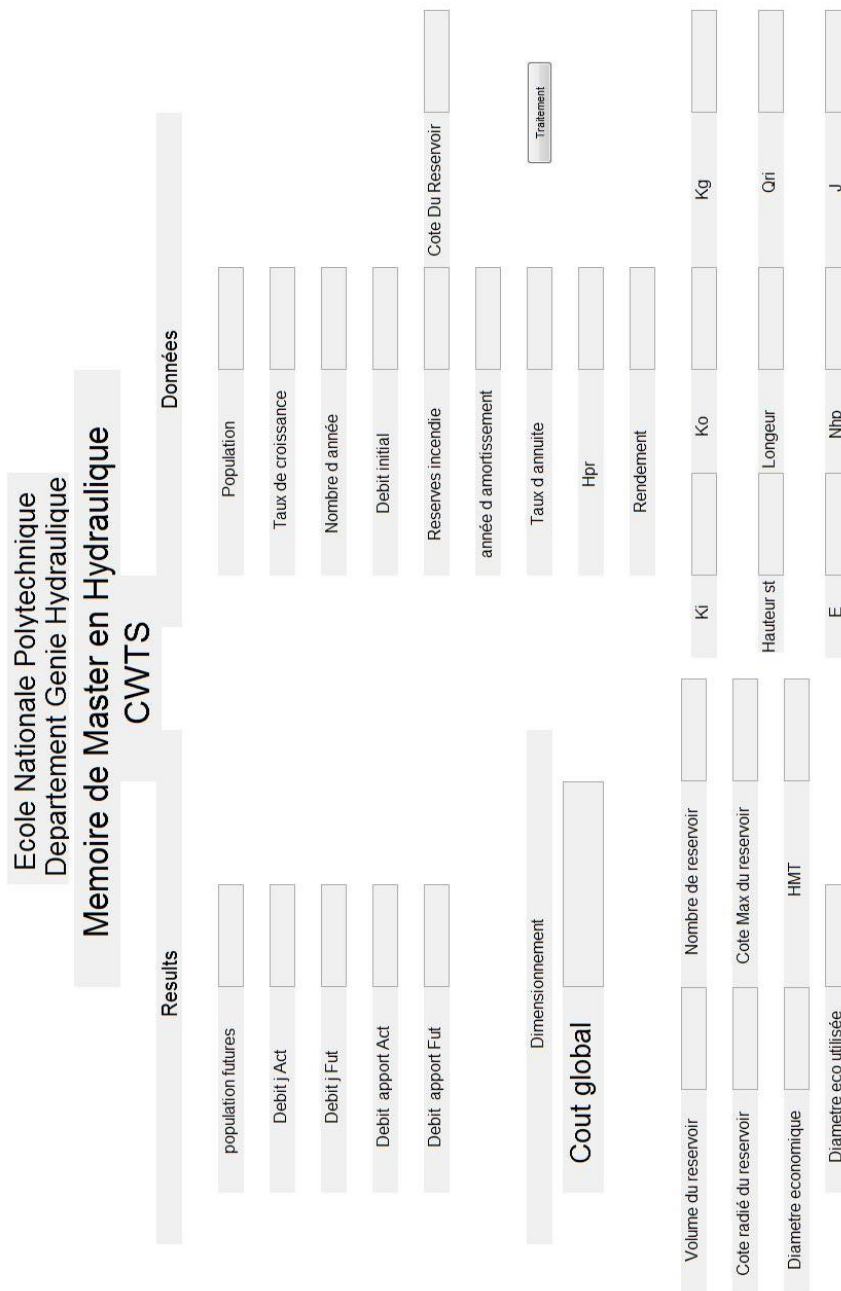 Ecole Nationale Polytechnique
Departement Genie Hydraulique
Memoire de Master en Hydraulique
CWTS
Results
Données
population futures
Population
Debit j Act
Taux de croissance
Debit j Fut
Nombre d année
Debit apport Act
Debit initial
Debit apport Fut
Reserves incendie
Cote Du Reservoir
année d amortissement
Dimensionnement
Taux d annuite
Traitement
Cout global
Hpr
Rendement
Volume du reservoir
Nombre de reservoir
Ki
Ko
Kg
Cote radié du reservoir
Cote Max du reservoir
Hauteur st
Longeur
Qri
Diametre economique
HMT
Diametre eco utilisée
E
Nhp
J